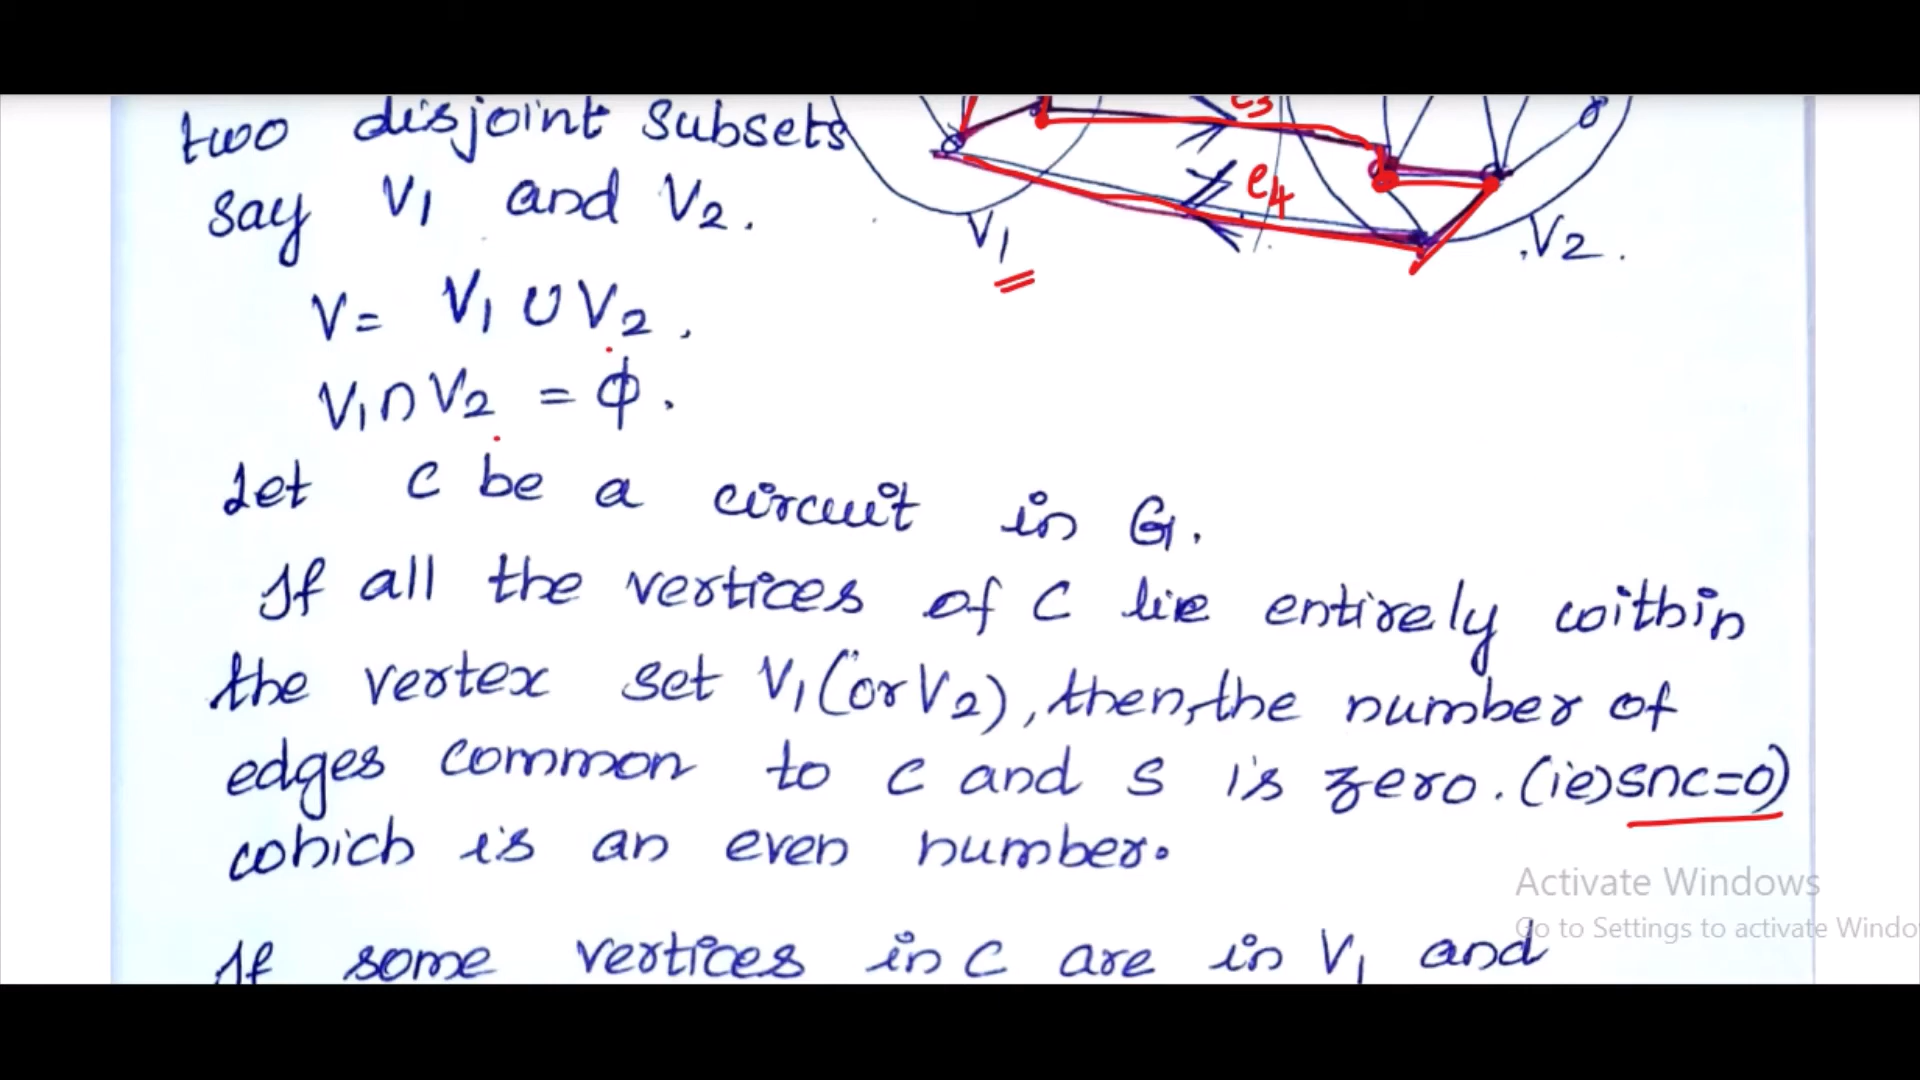 two disjoint subsets
say V1 and V2.
V1
e3
e4
V2.
V = V1 ∪ V2.
V1 ∩ V2 = ϕ.
Let C be a circuit in G.
If all the vertices of C lie entirely within
the vertex set V1 (or V2), then, the number of
edges common to C and S is zero. (ie) S∩C=0)
which is an even number.
If some vertices in C are in V1 and
Activate Windows
Go to Settings to activate Windo